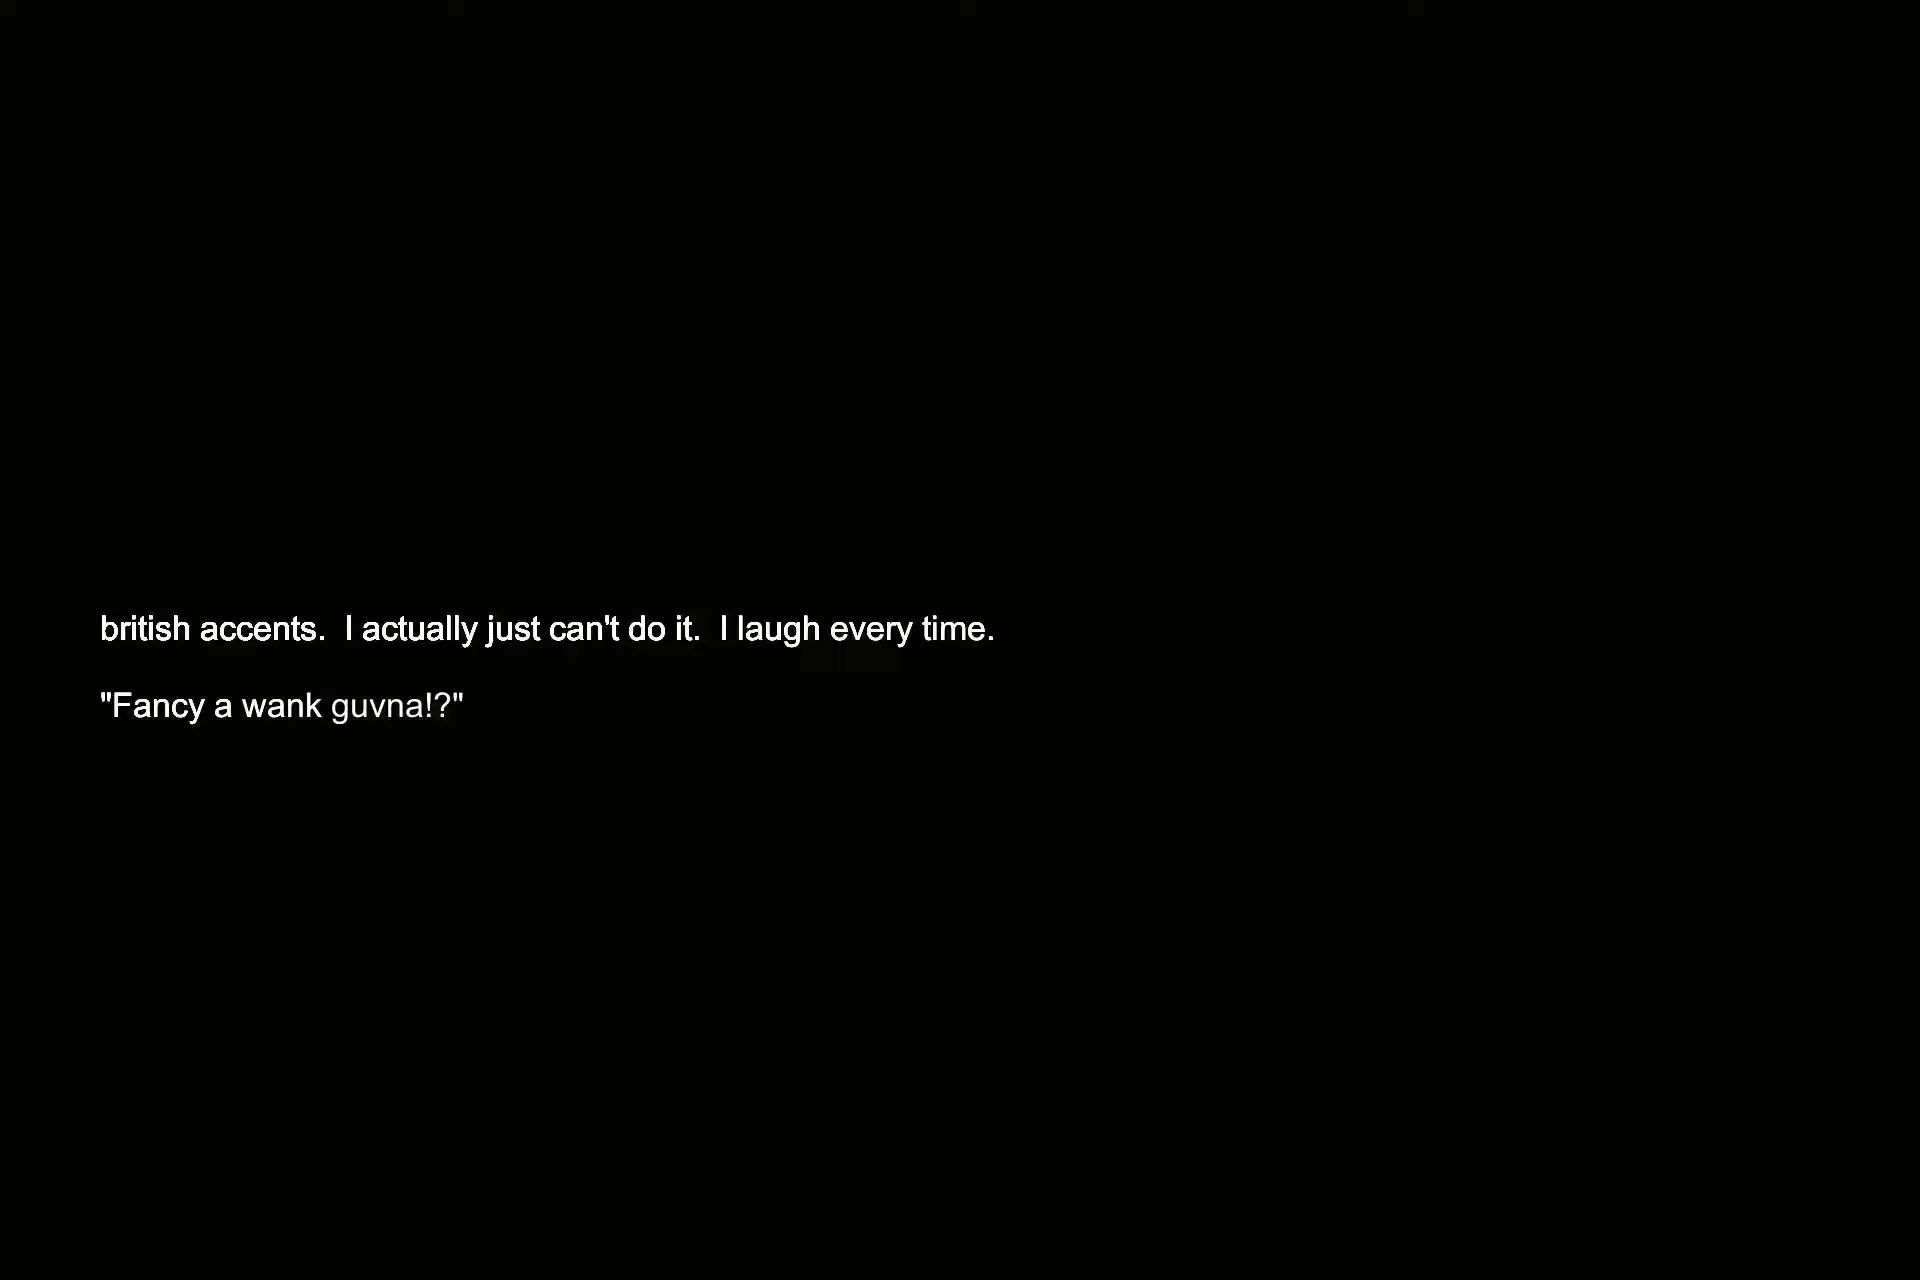 british accents.  I actually just can't do it.  I laugh every time.
"Fancy a wank guvna!?"